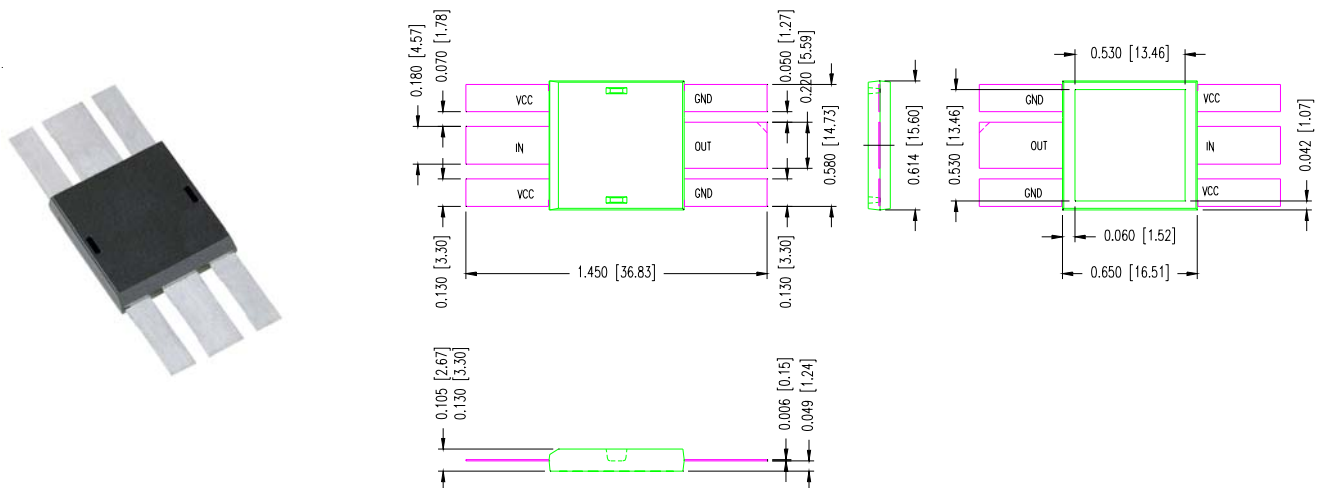 0.180 [4.57]
0.070 [1.78]
0.050 [1.27]
0.220 [5.59]
VCC
GND
IN
OUT
VCC
GND
0.580 [14.73]
0.130 [3.30]
1.450 [36.83]
0.130 [3.30]
0.614 [15.60]
0.530 [13.46]
GND
VCC
0.530 [13.46]
OUT
IN
0.042 [1.07]
GND
VCC
0.060 [1.52]
0.650 [16.51]
0.105 [2.67]
0.130 [3.30]
0.006 [0.15]
0.049 [1.24]